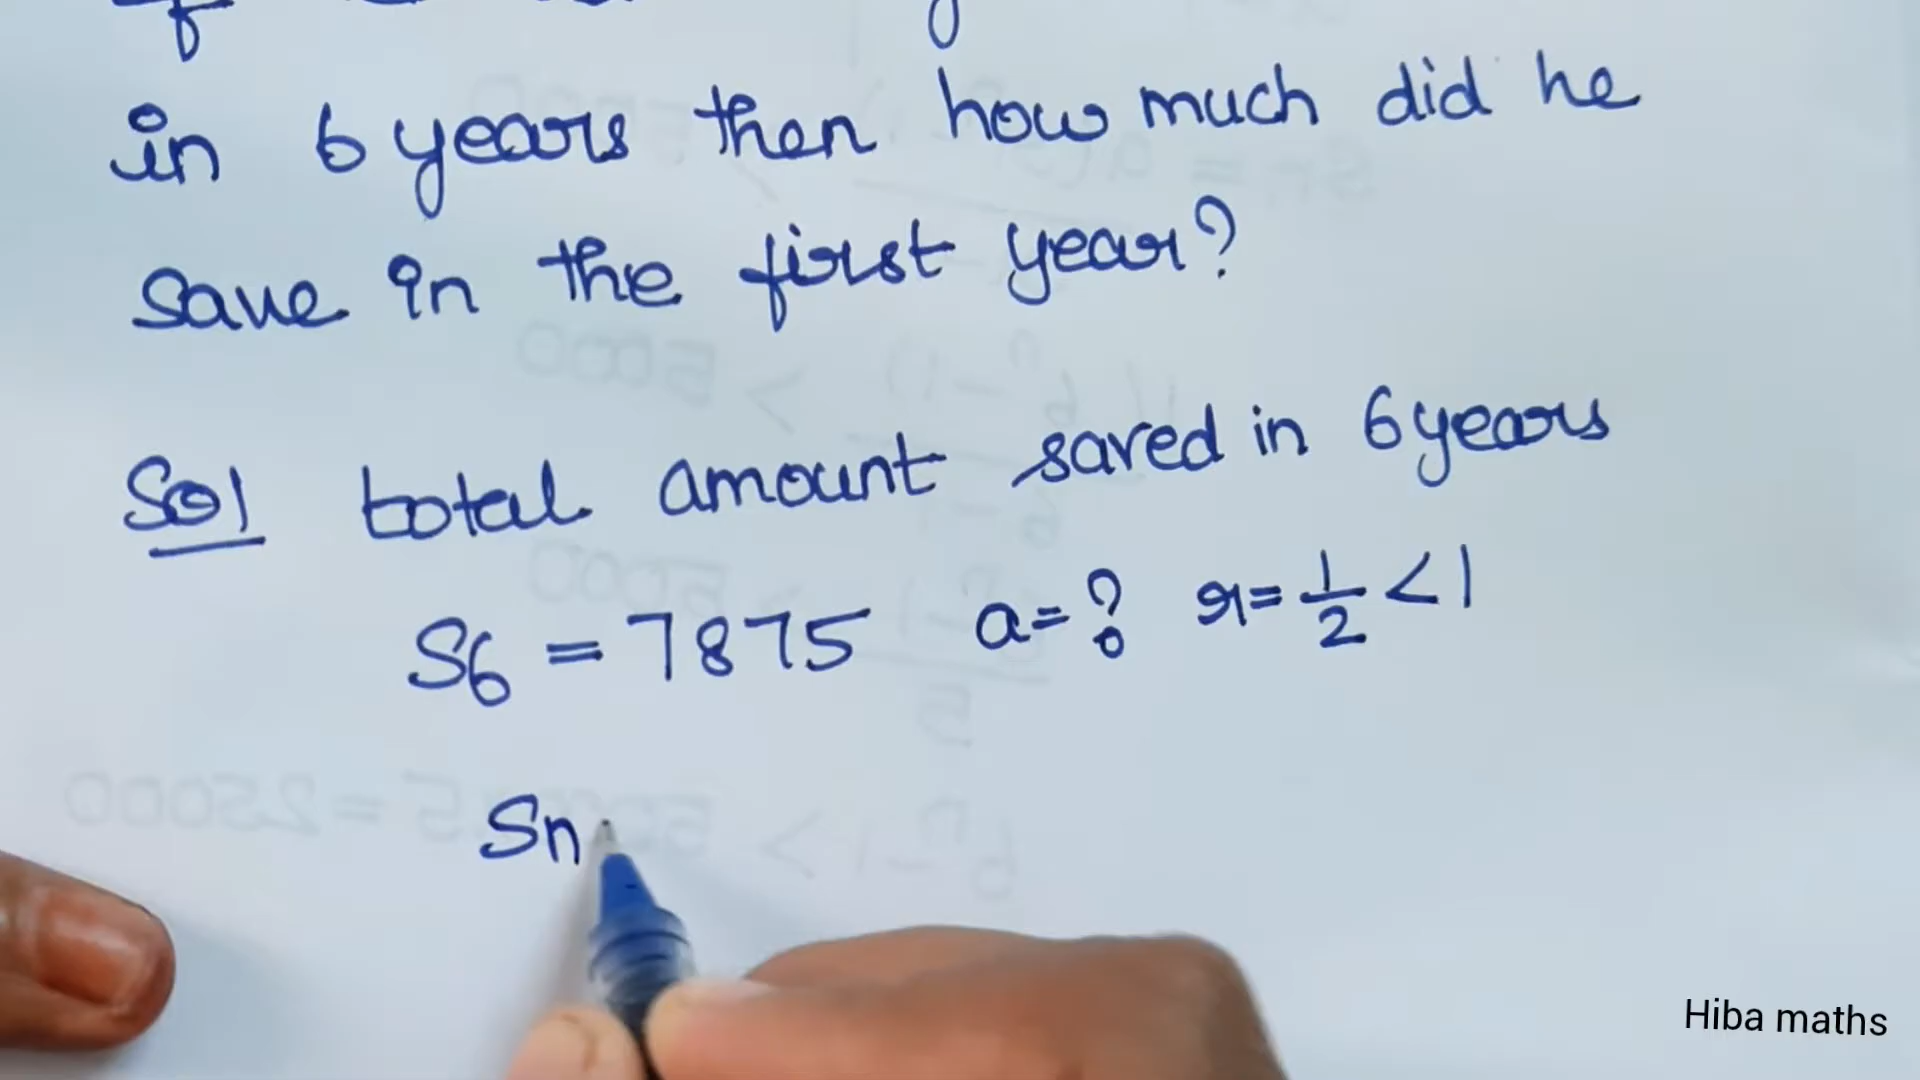 in 6 years then how much did he
save in the first year?
Sol total amount saved in 6 years
S6 = 7875 a = ? r = 1/2 < 1
Sn
Hiba maths